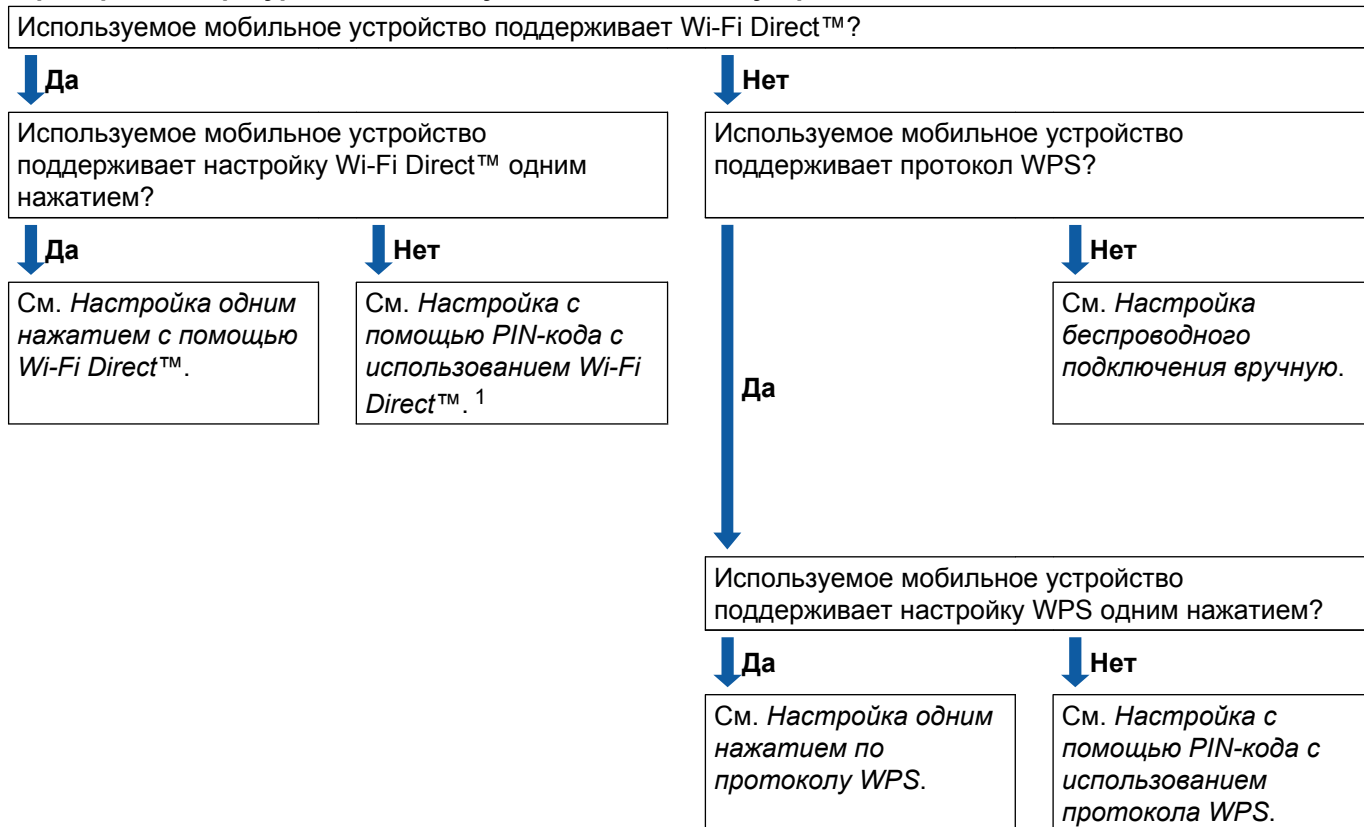 Используемое мобильное устройство поддерживает Wi-Fi Direct™?
Да
Нет
Используемое мобильное устройство
поддерживает настройку Wi-Fi Direct™ одним
нажатием?
Используемое мобильное устройство
поддерживает протокол WPS?
Да
Нет
Нет
См. Настройка одним
нажатием с помощью
Wi-Fi Direct™.
См. Настройка с
помощью PIN-кода с
использованием Wi-Fi
Direct™. 1
См. Настройка
беспроводного
подключения вручную.
Да
Используемое мобильное устройство
поддерживает настройку WPS одним нажатием?
Да
Нет
См. Настройка одним
нажатием по
протоколу WPS.
См. Настройка с
помощью PIN-кода с
использованием
протокола WPS.